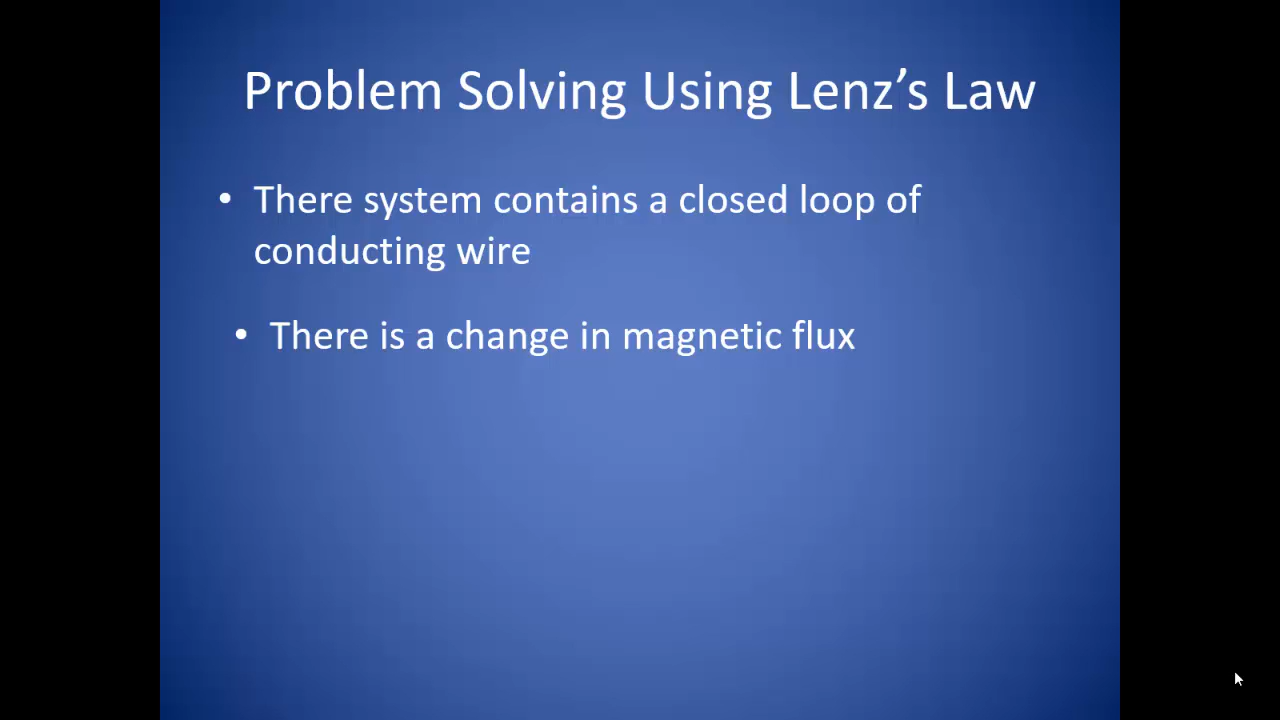 Problem Solving Using Lenz’s Law
• There system contains a closed loop of
conducting wire
• There is a change in magnetic flux